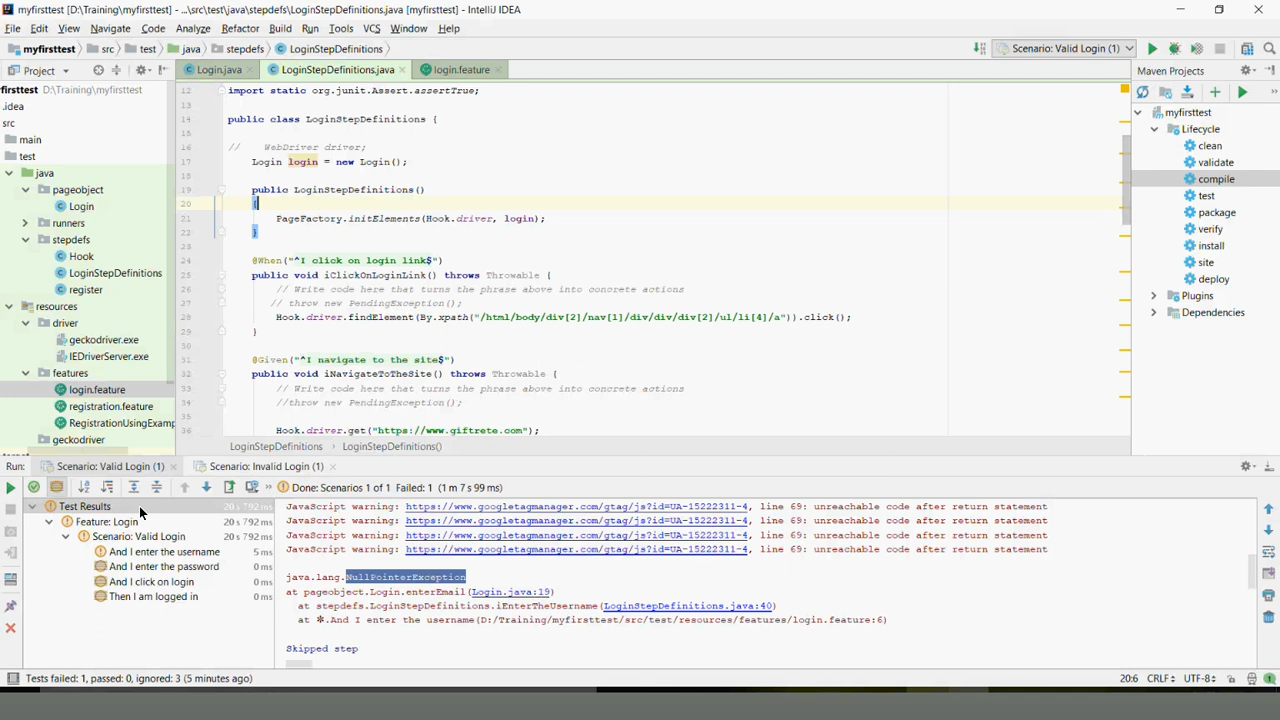 myfirsttest [D:\Training\myfirsttest] - ...\src\test\java\stepdefs\LoginStepDefinitions.java [myfirsttest] - IntelliJ IDEA
File Edit View Navigate Code Analyze Refactor Build Run Tools VCS Window Help
myfirsttest src test java stepdefs LoginStepDefinitions Scenario: Valid Login (1)
Project Login.java LoginStepDefinitions.java login.feature Maven Projects
firsttest D:\Training\myfirsttest
.idea
src
main
test
java
pageobject
Login
runners
stepdefs
Hook
LoginStepDefinitions
register
resources
driver
geckodriver.exe
IEDriverServer.exe
features
login.feature
registration.feature
RegistrationUsingExamp
geckodriver
12 import static org.junit.Assert.assertTrue;
13
14 public class LoginStepDefinitions {
15
16 // WebDriver driver;
17 Login login = new Login();
18
19 public LoginStepDefinitions()
20 {
21 PageFactory.initElements(Hook.driver, login);
22 }
23
24 @When("^I click on login link$")
25 public void iClickOnLoginLink() throws Throwable {
26 // Write code here that turns the phrase above into concrete actions
27 // throw new PendingException();
28 Hook.driver.findElement(By.xpath("/html/body/div[2]/nav[1]/div/div/div[2]/ul/li[4]/a")).click();
29 }
30
31 @Given("^I navigate to the site$")
32 public void iNavigateToTheSite() throws Throwable {
33 // Write code here that turns the phrase above into concrete actions
34 //throw new PendingException();
35
36 Hook.driver.get("https://www.giftrete.com");
LoginStepDefinitions LoginStepDefinitions()
myfirsttest
Lifecycle
clean
validate
compile
test
package
verify
install
site
deploy
Plugins
Dependencies
Run: Scenario: Valid Login (1) Scenario: Invalid Login (1)
Done: Scenarios 1 of 1 Failed: 1 (1 m 7 s 99 ms)
Test Results 20 s 792 ms
Feature: Login 20 s 792 ms
Scenario: Valid Login 20 s 792 ms
And I enter the username 5 ms
And I enter the password 0 ms
And I click on login 0 ms
Then I am logged in 0 ms
JavaScript warning: https://www.googletagmanager.com/gtag/js?id=UA-15222311-4, line 69: unreachable code after return statement
JavaScript warning: https://www.googletagmanager.com/gtag/js?id=UA-15222311-4, line 69: unreachable code after return statement
JavaScript warning: https://www.googletagmanager.com/gtag/js?id=UA-15222311-4, line 69: unreachable code after return statement
JavaScript warning: https://www.googletagmanager.com/gtag/js?id=UA-15222311-4, line 69: unreachable code after return statement
java.lang.NullPointerException
at pageobject.Login.enterEmail(Login.java:19)
at stepdefs.LoginStepDefinitions.iEnterTheUsername(LoginStepDefinitions.java:40)
at ✽.And I enter the username(D:/Training/myfirsttest/src/test/resources/features/login.feature:6)
Skipped step
Tests failed: 1, passed: 0, ignored: 3 (5 minutes ago) 20:6 CRLF UTF-8